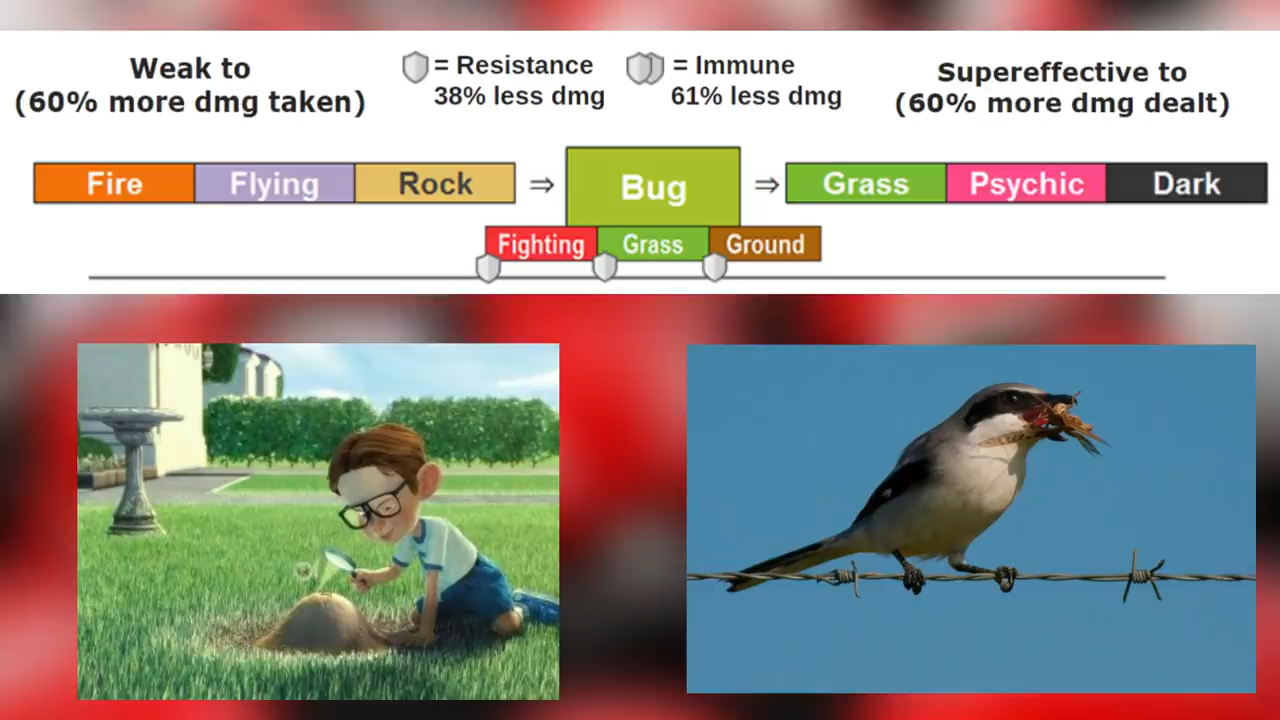 Weak to
(60% more dmg taken)
= Resistance
38% less dmg
= Immune
61% less dmg
Supereffective to
(60% more dmg dealt)
Fire
Flying
Rock
⇒
Bug
⇒
Grass
Psychic
Dark
Fighting
Grass
Ground